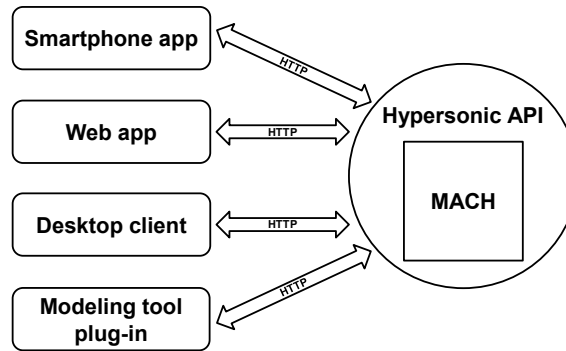 Smartphone app
HTTP
Hypersonic API
Web app
HTTP
MACH
Desktop client
HTTP
Modeling tool
plug-in
HTTP